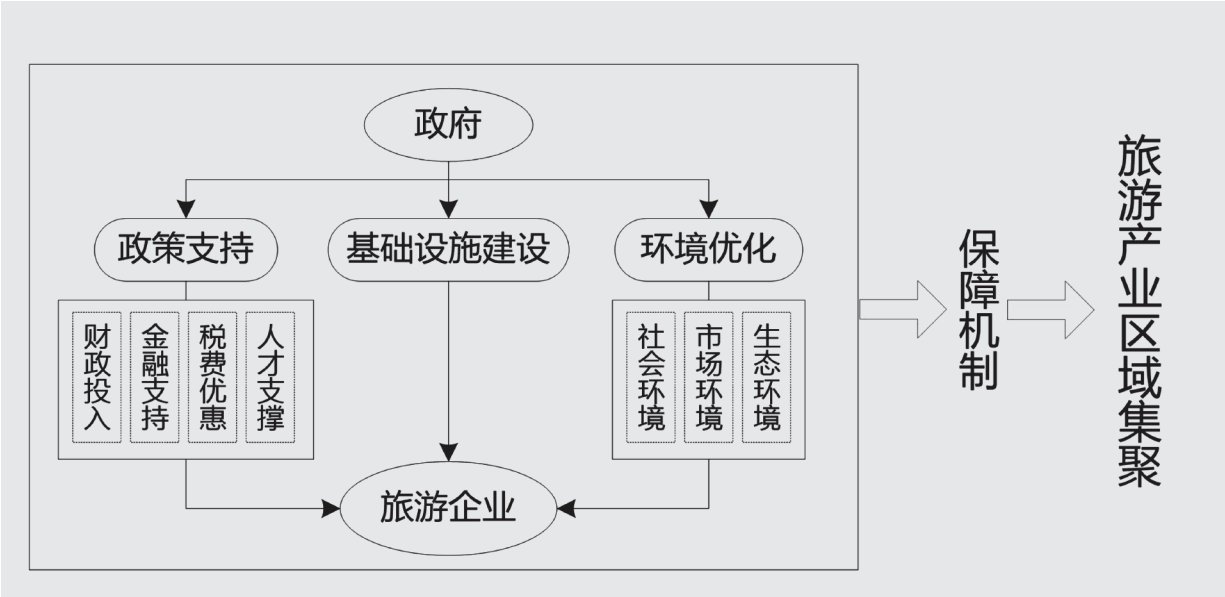 政府
政策支持
基础设施建设
环境优化
财政投入
金融支持
税费优惠
人才支撑
社会环境
市场环境
生态环境
旅游企业
保障机制
旅游产业区域集聚